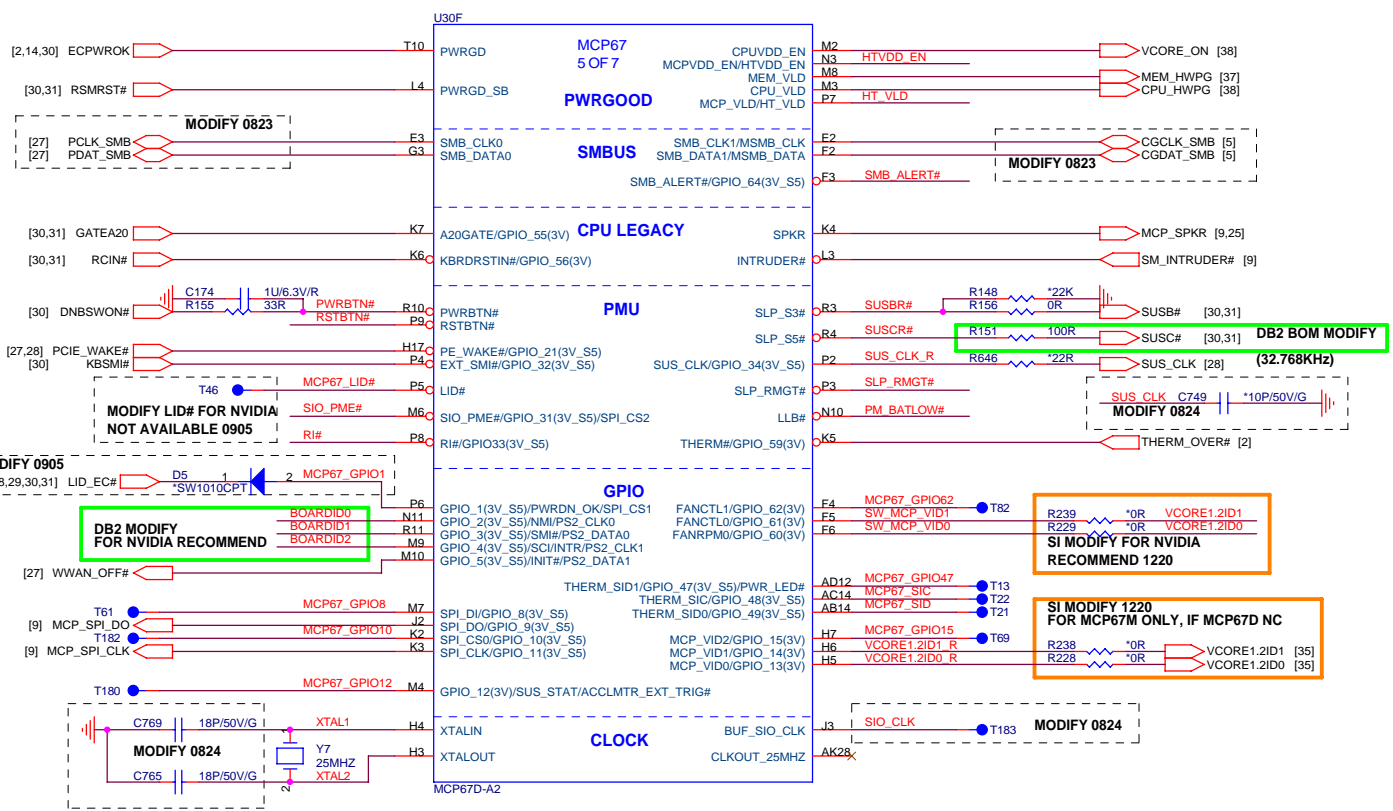 U30F
MCP67
5 OF 7
[2,14,30] ECPWROK T10 PWRGD
CPUVDD_EN M2 VCORE_ON [38]
MCPVDD_EN/HTVDD_EN N3 HTVDD_EN
MEM_VLD M8 MEM_HWPG [37]
[30,31] RSMRST# L4 PWRGD_SB
CPU_VLD M3 CPU_HWPG [38]
PWRGOOD
MCP_VLD/HT_VLD P7 HT_VLD
MODIFY 0823
[27] PCLK_SMB E3 SMB_CLK0
[27] PDAT_SMB G3 SMB_DATA0
SMBUS
SMB_CLK1/MSMB_CLK E2 CGCLK_SMB [5]
SMB_DATA1/MSMB_DATA F2 CGDAT_SMB [5]
MODIFY 0823
SMB_ALERT#/GPIO_64(3V_S5) F3 SMB_ALERT#
[30,31] GATEA20 K7 A20GATE/GPIO_55(3V)
CPU LEGACY
SPKR K4 MCP_SPKR [9,25]
[30,31] RCIN# K6 KBRDRSTIN#/GPIO_56(3V)
INTRUDER# L3 SM_INTRUDER# [9]
C174 1U/6.3V/R
[30] DNBSWON# R155 33R PWRBTN# R10 PWRBTN#
RSTBTN# P9 RSTBTN#
PMU
R148 *22K
SLP_S3# R3 SUSBR# R156 0R SUSB# [30,31]
SLP_S5# R4 SUSCR# R151 100R SUSC# [30,31] DB2 BOM MODIFY
[27,28] PCIE_WAKE# H17 PE_WAKE#/GPIO_21(3V_S5)
[30] KBSMI# P4 EXT_SMI#/GPIO_32(3V_S5)
SUS_CLK/GPIO_34(3V_S5) P2 SUS_CLK_R R646 *22R SUS_CLK [28] (32.768KHz)
T46 MCP67_LID# P5 LID#
SLP_RMGT# P3 SLP_RMGT#
MODIFY LID# FOR NVIDIA
NOT AVAILABLE 0905
SIO_PME# M6 SIO_PME#/GPIO_31(3V_S5)/SPI_CS2
LLB# N10 PM_BATLOW#
SUS_CLK C749 *10P/50V/G
MODIFY 0824
RI# P8 RI#/GPIO33(3V_S5)
THERM#/GPIO_59(3V) K5 THERM_OVER# [2]
DIFY 0905
8,29,30,31] LID_EC# D5 1 2 MCP67_GPIO1
*SW1010CPT
GPIO
P6 GPIO_1(3V_S5)/PWRDN_OK/SPI_CS1
DB2 MODIFY
FOR NVIDIA RECOMMEND
BOARDID0 N11 GPIO_2(3V_S5)/NMI/PS2_CLK0
BOARDID1 R11 GPIO_3(3V_S5)/SMI#/PS2_DATA0
BOARDID2 M9 GPIO_4(3V_S5)/SCI/INTR/PS2_CLK1
[27] WWAN_OFF# M10 GPIO_5(3V_S5)/INIT#/PS2_DATA1
FANCTL1/GPIO_62(3V) F4 MCP67_GPIO62 T82
FANCTL0/GPIO_61(3V) F5 SW_MCP_VID1 R239 *0R VCORE1.2ID1
FANRPM0/GPIO_60(3V) F6 SW_MCP_VID0 R229 *0R VCORE1.2ID0
SI MODIFY FOR NVIDIA
RECOMMEND 1220
THERM_SID1/GPIO_47(3V_S5)/PWR_LED# AD12 MCP67_GPIO47 T13
THERM_SIC/GPIO_48(3V_S5) AC14 MCP67_SIC T22
THERM_SID0/GPIO_49(3V_S5) AB14 MCP67_SID T21
T61 MCP67_GPIO8 M7 SPI_DI/GPIO_8(3V_S5)
[9] MCP_SPI_DO J2 SPI_DO/GPIO_9(3V_S5)
T182 MCP67_GPIO10 K2 SPI_CS0/GPIO_10(3V_S5)
[9] MCP_SPI_CLK K3 SPI_CLK/GPIO_11(3V_S5)
SI MODIFY 1220
FOR MCP67M ONLY, IF MCP67D NC
MCP_VID2/GPIO_15(3V) H7 MCP67_GPIO15 T69
MCP_VID1/GPIO_14(3V) H6 VCORE1.2ID1_R R238 *0R VCORE1.2ID1 [35]
MCP_VID0/GPIO_13(3V) H5 VCORE1.2ID0_R R228 *0R VCORE1.2ID0 [35]
T180 MCP67_GPIO12 M4 GPIO_12(3V)/SUS_STAT/ACCLMTR_EXT_TRIG#
C769 18P/50V/G XTAL1 H4 XTALIN
MODIFY 0824
1
Y7
25MHZ
2
C765 18P/50V/G XTAL2 H3 XTALOUT
CLOCK
BUF_SIO_CLK J3 SIO_CLK T183 MODIFY 0824
CLKOUT_25MHZ AK28
MCP67D-A2